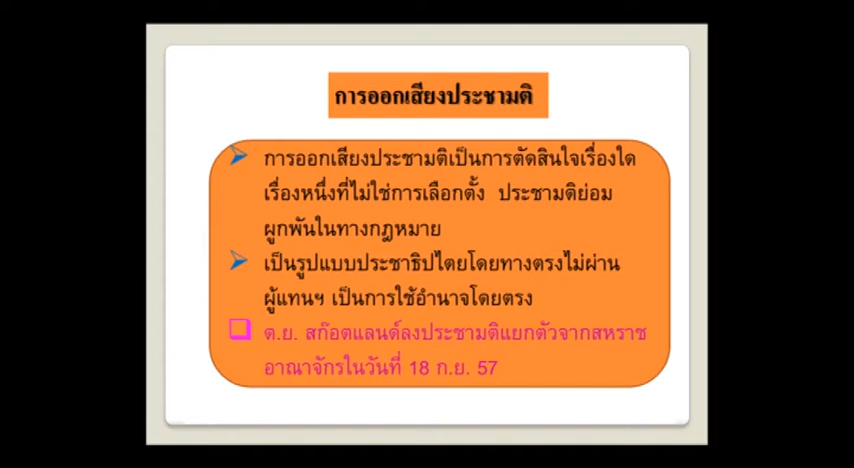 การออกเสียงประชามติ
การออกเสียงประชามติเป็นการตัดสินใจเรื่องใด
เรื่องหนึ่งที่ไม่ใช่การเลือกตั้ง ประชามติย่อม
ผูกพันในทางกฎหมาย
เป็นรูปแบบประชาธิปไตยโดยทางตรงไม่ผ่าน
ผู้แทนฯ เป็นการใช้อำนาจโดยตรง
ต.ย. สก๊อตแลนด์ลงประชามติแยกตัวจากสหราช
อาณาจักรในวันที่ 18 ก.ย. 57